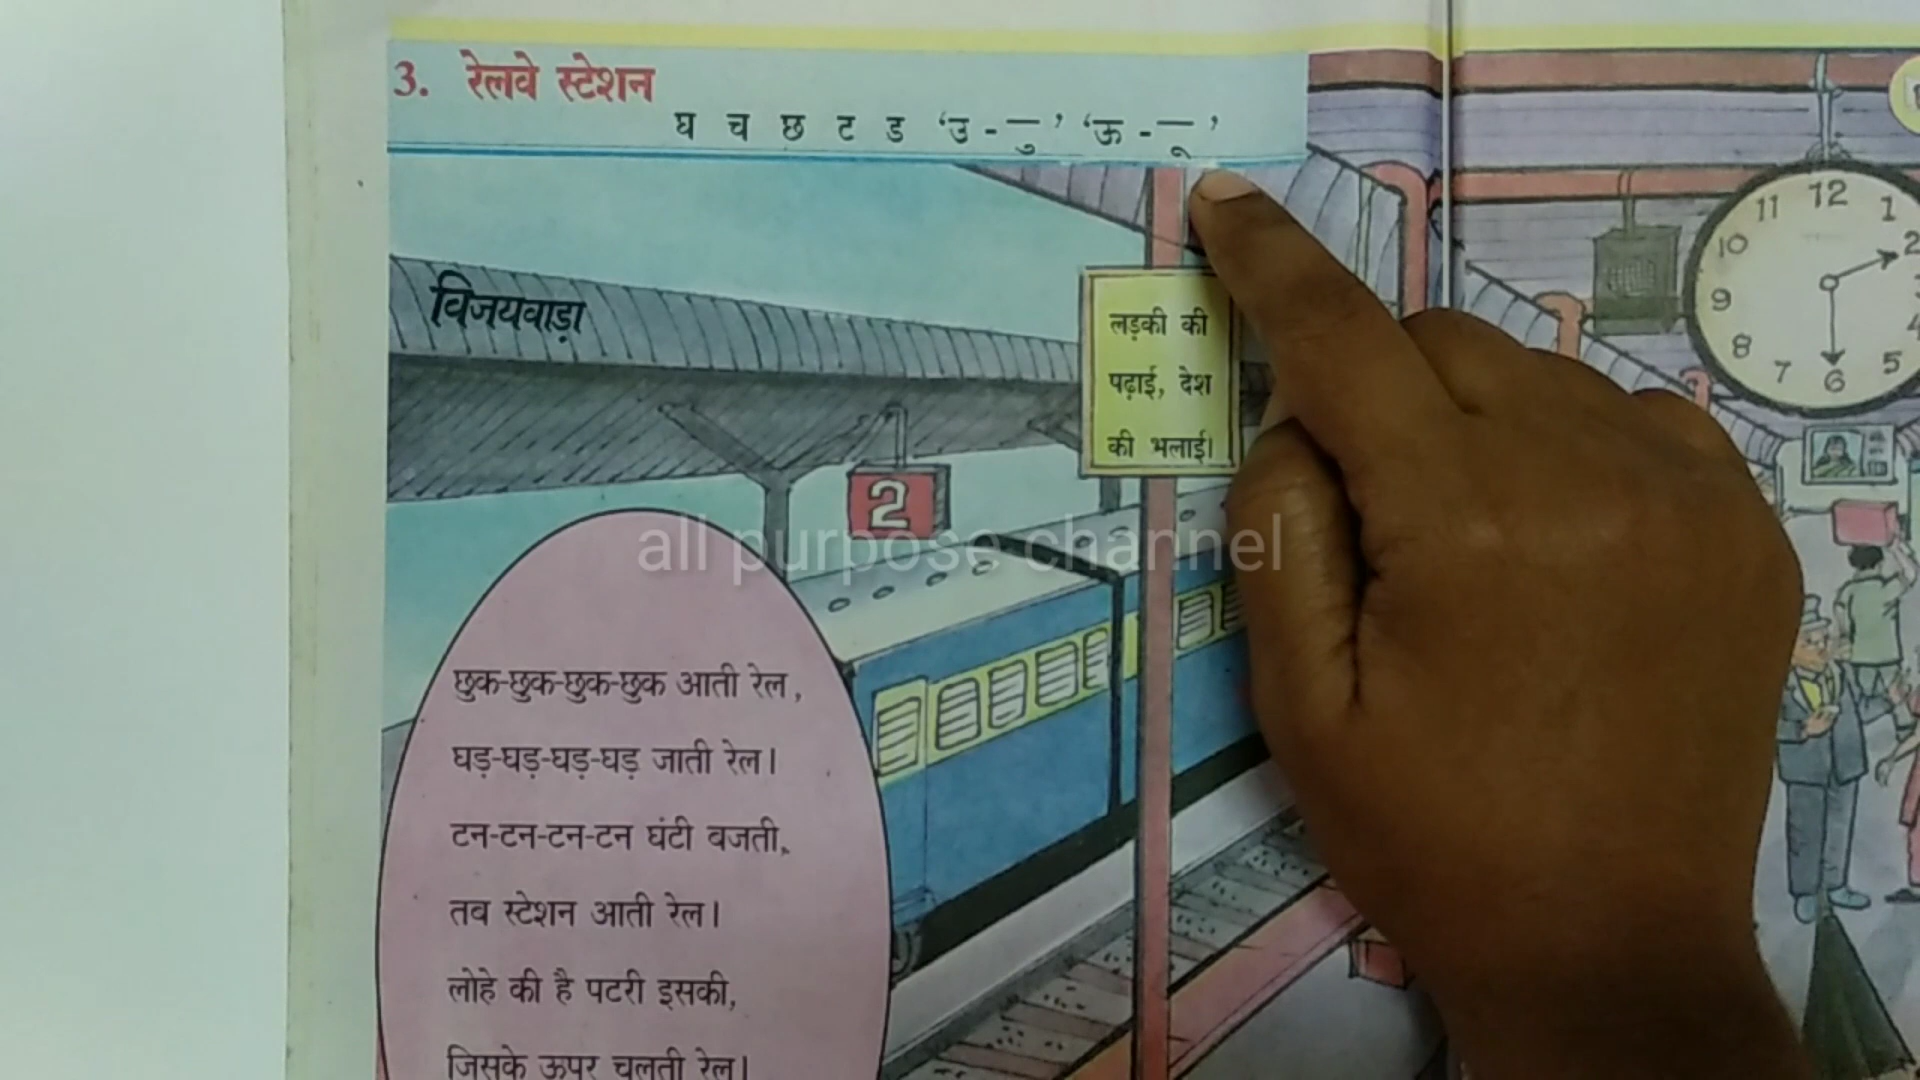 3. रेलवे स्टेशन
घ च छ ट ड ‘उ - ु’ ‘ऊ - ू’
विजयवाड़ा
लड़की की
पढ़ाई, देश
की भलाई।
2
12
11
1
10
2
9
8
4
7
6
5
all purpose channel
छुक-छुक-छुक-छुक आती रेल,
घड़-घड़-घड़-घड़ जाती रेल।
टन-टन-टन-टन घंटी बजती,
तब स्टेशन आती रेल।
लोहे की है पटरी इसकी,
जिसके ऊपर चलती रेल।